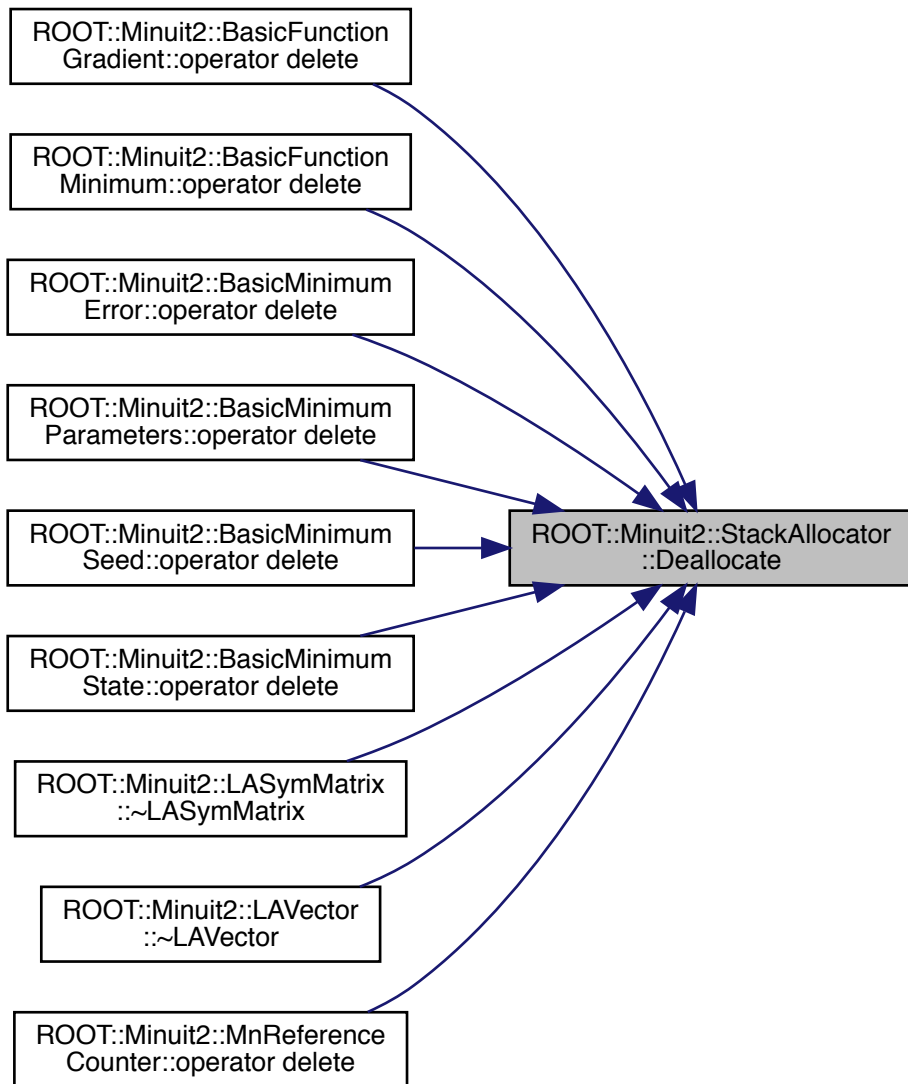 ROOT::Minuit2::BasicFunction
Gradient::operator delete
ROOT::Minuit2::BasicFunction
Minimum::operator delete
ROOT::Minuit2::BasicMinimum
Error::operator delete
ROOT::Minuit2::BasicMinimum
Parameters::operator delete
ROOT::Minuit2::BasicMinimum
Seed::operator delete
ROOT::Minuit2::BasicMinimum
State::operator delete
ROOT::Minuit2::LASymMatrix
::~LASymMatrix
ROOT::Minuit2::LAVector
::~LAVector
ROOT::Minuit2::MnReference
Counter::operator delete
ROOT::Minuit2::StackAllocator
::Deallocate